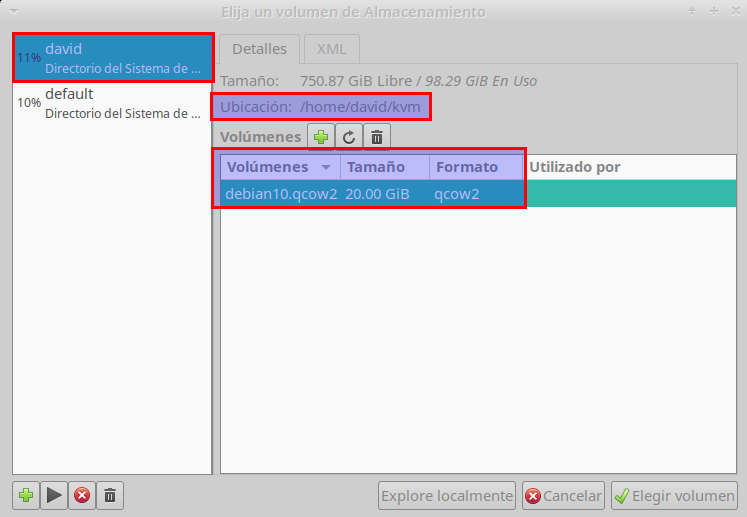 Elija un volumen de Almacenamiento
11% david
Directorio del Sistema de ...
10% default
Directorio del Sistema de ...
Detalles XML
Tamaño: 750.87 GiB Libre / 98.29 GIB En Uso
Ubicación: /home/david/kvm
Volúmenes
Volúmenes Tamaño Formato Utilizado por
debian10.qcow2 20.00 GiB qcow2
Explore localmente Cancelar Elegir volumen